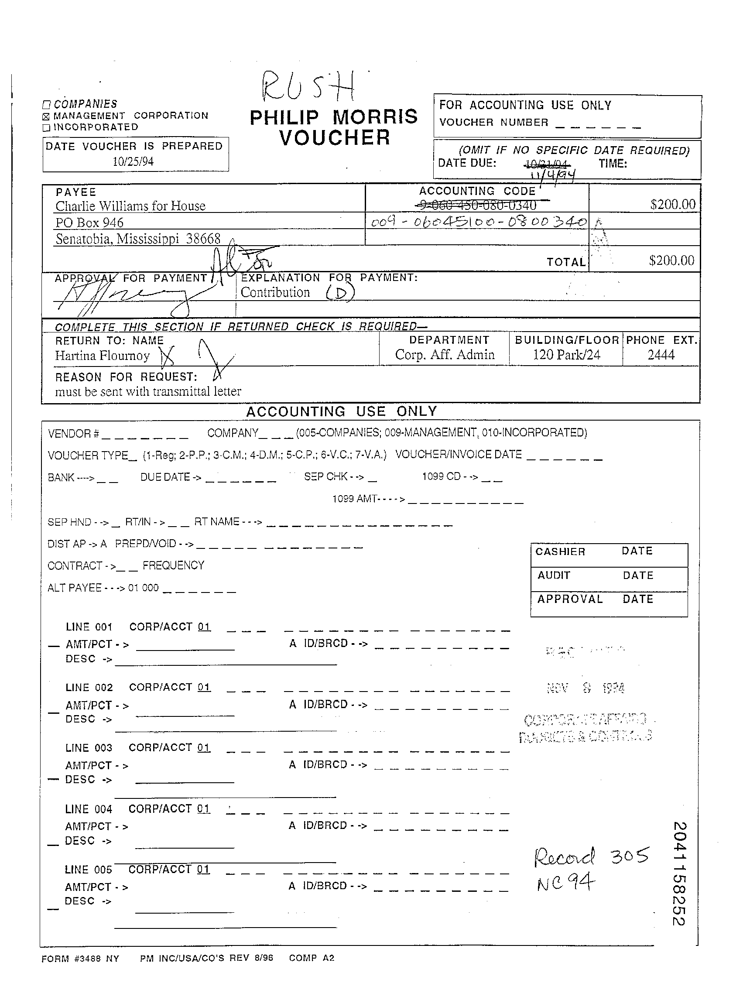 RUSH
☐ COMPANIES
☒ MANAGEMENT CORPORATION
☐ INCORPORATED
PHILIP MORRIS
VOUCHER
FOR ACCOUNTING USE ONLY
VOUCHER NUMBER _ _ _ _ _ _
DATE VOUCHER IS PREPARED
10/25/94
(OMIT IF NO SPECIFIC DATE REQUIRED)
DATE DUE: 10/31/94 TIME:
11/4/94
PAYEE ACCOUNTING CODE
Charlie Williams for House 9-060-450-080-0340 $200.00
PO Box 946 009-06045100-0800340 A
Senatobia, Mississippi 38668
TOTAL $200.00
APPROVAL FOR PAYMENT EXPLANATION FOR PAYMENT:
Contribution (D)
COMPLETE THIS SECTION IF RETURNED CHECK IS REQUIRED—
RETURN TO: NAME DEPARTMENT BUILDING/FLOOR PHONE EXT.
Hartina Flournoy Corp. Aff. Admin 120 Park/24 2444
REASON FOR REQUEST:
must be sent with transmittal letter
ACCOUNTING USE ONLY
VENDOR # _ _ _ _ _ _ _ COMPANY _ _ _ (005-COMPANIES; 009-MANAGEMENT, 010-INCORPORATED)
VOUCHER TYPE_ (1-Reg; 2-P.P.; 3-C.M.; 4-D.M.; 5-C.P.; 6-V.C.; 7-V.A.) VOUCHER/INVOICE DATE _ _ _ _ _ _
BANK ---> _ _ DUE DATE -> _ _ _ _ _ _ SEP CHK - -> _ 1099 CD - -> _ _
1099 AMT- - - -> _ _ _ _ _ _ _ _ _ _
SEP HND - -> _ RT/IN - > _ _ RT NAME - - -> _ _ _ _ _ _ _ _ _ _ _ _ _ _ _ _
DIST AP -> A PREPD/VOID - -> _ _ _ _ _ _ _ _ _ _ _ _ _
CONTRACT - >_ _ FREQUENCY
ALT PAYEE - - -> 01 000 _ _ _ _ _ _
CASHIER DATE
AUDIT DATE
APPROVAL DATE
LINE 001 CORP/ACCT 01 _ _ _ _ _ _ _ _ _ _ _ _ _ _
AMT/PCT - > A ID/BRCD - -> _ _ _ _ _ _ _ _
DESC ->
LINE 002 CORP/ACCT 01 _ _ _ _ _ _ _ _ _ _ _ _ _ _
NOV 8 1994
AMT/PCT - > A ID/BRCD - -> _ _ _ _ _ _ _ _
DESC ->
LINE 003 CORP/ACCT 01 _ _ _ _ _ _ _ _ _ _ _ _ _ _
AMT/PCT - > A ID/BRCD - -> _ _ _ _ _ _ _ _
DESC ->
LINE 004 CORP/ACCT 01 _ _ _ _ _ _ _ _ _ _ _ _ _ _
AMT/PCT - > A ID/BRCD - -> _ _ _ _ _ _ _ _
DESC ->
LINE 005 CORP/ACCT 01 _ _ _ _ _ _ _ _ _ _ _ _ _ _
AMT/PCT - > A ID/BRCD - -> _ _ _ _ _ _ _ _
DESC ->
Record 305
NC94
2041158252
FORM #3488 NY PM INC/USA/CO'S REV 8/96 COMP A2